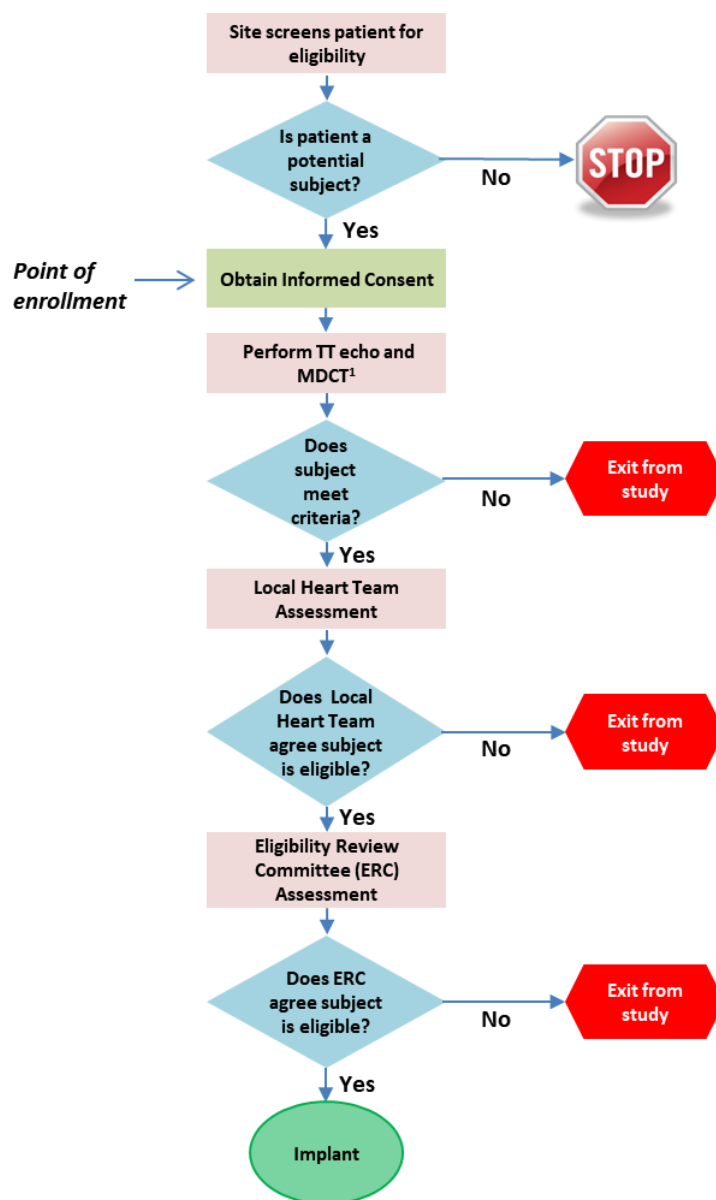 Site screens patient for
eligibility
Is patient a
potential
subject?
No
STOP
Yes
Point of
enrollment
Obtain Informed Consent
Perform TT echo and
MDCT¹
Does
subject
meet
criteria?
No
Exit from
study
Yes
Local Heart Team
Assessment
Does Local
Heart Team
agree subject
is eligible?
No
Exit from
study
Yes
Eligibility Review
Committee (ERC)
Assessment
Does ERC
agree subject
is eligible?
No
Exit from
study
Yes
Implant